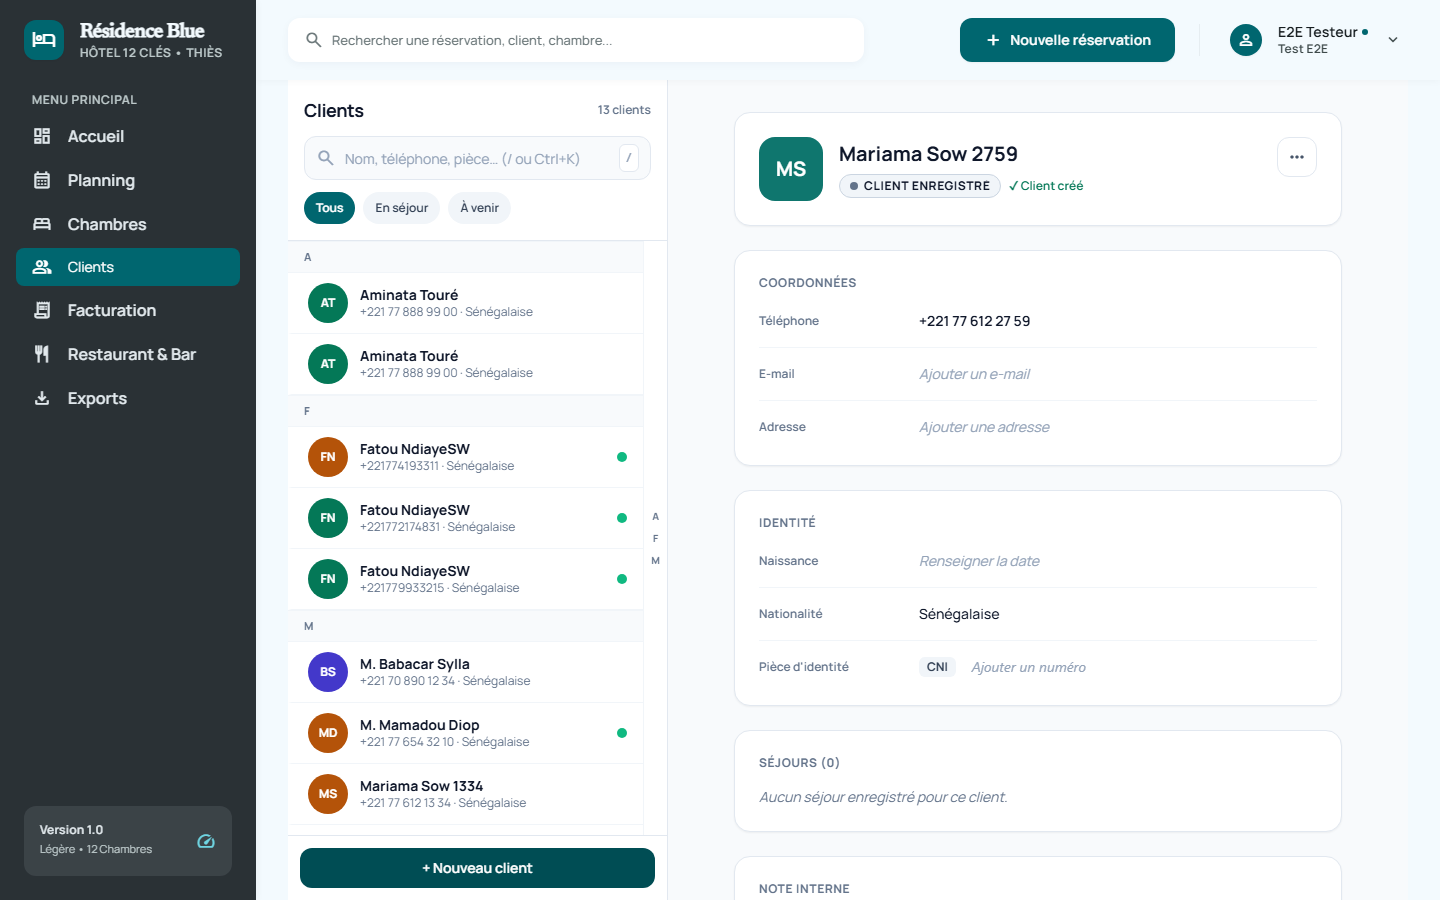 Résidence Blue
HÔTEL 12 CLÉS • THIÈS
MENU PRINCIPAL
Accueil
Planning
Chambres
Clients
Facturation
Restaurant & Bar
Exports
Version 1.0
Légère • 12 Chambres
Rechercher une réservation, client, chambre...
+ Nouvelle réservation
E2E Testeur
Test E2E
Clients
13 clients
Nom, téléphone, pièce… (/ ou Ctrl+K)
/
Tous
En séjour
À venir
A
AT
Aminata Touré
+221 77 888 99 00 · Sénégalaise
AT
Aminata Touré
+221 77 888 99 00 · Sénégalaise
F
FN
Fatou NdiayeSW
+221774193311 · Sénégalaise
FN
Fatou NdiayeSW
+221772174831 · Sénégalaise
FN
Fatou NdiayeSW
+221779933215 · Sénégalaise
M
BS
M. Babacar Sylla
+221 70 890 12 34 · Sénégalaise
MD
M. Mamadou Diop
+221 77 654 32 10 · Sénégalaise
MS
Mariama Sow 1334
+221 77 612 13 34 · Sénégalaise
A
F
M
+ Nouveau client
MS
Mariama Sow 2759
CLIENT ENREGISTRÉ
✓ Client créé
COORDONNÉES
Téléphone
+221 77 612 27 59
E-mail
Ajouter un e-mail
Adresse
Ajouter une adresse
IDENTITÉ
Naissance
Renseigner la date
Nationalité
Sénégalaise
Pièce d'identité
CNI
Ajouter un numéro
SÉJOURS (0)
Aucun séjour enregistré pour ce client.
NOTE INTERNE